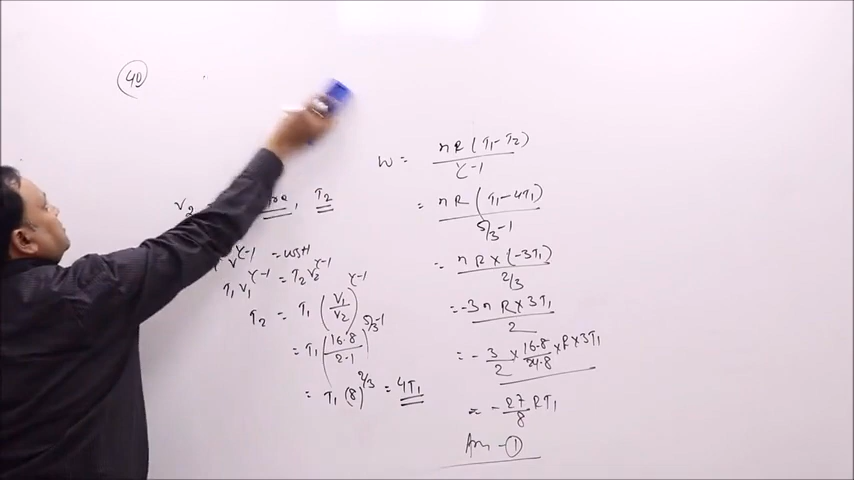 40
V2
T2
γ-1 = const
T1 V1^γ-1 = T2 V2^γ-1
T2 = T1 (V1/V2)^γ-1
= T1 (16.8/2.1)^5/3-1
= T1 (8)^2/3 = 4T1
W = nR(T1-T2)/γ-1
= nR(T1-4T1)/5/3-1
= nR×(-3T1)/2/3
= -3nR×3T1/2
= -3/2×16.8/×R×3T1
= -27/8 RT1
Ans - 1